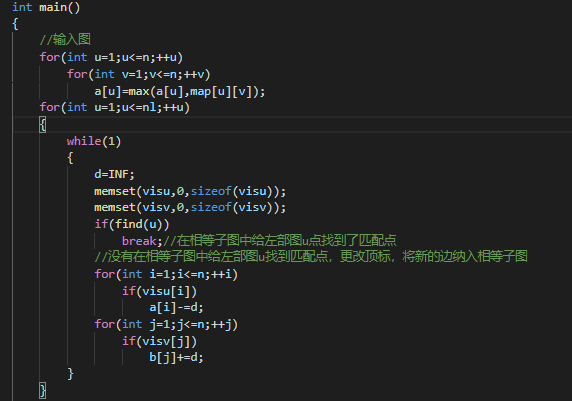 int main()
{
//输入图
for(int u=1;u<=n;++u)
for(int v=1;v<=n;++v)
a[u]=max(a[u],map[u][v]);
for(int u=1;u<=nl;++u)
{
while(1)
{
d=INF;
memset(visu,0,sizeof(visu));
memset(visv,0,sizeof(visv));
if(find(u))
break;//在相等子图中给左部图u点找到了匹配点
//没有在相等子图中给左部图u找到匹配点，更改顶标，将新的边纳入相等子图
for(int i=1;i<=n;++i)
if(visu[i])
a[i]-=d;
for(int j=1;j<=n;++j)
if(visv[j])
b[j]+=d;
}
}